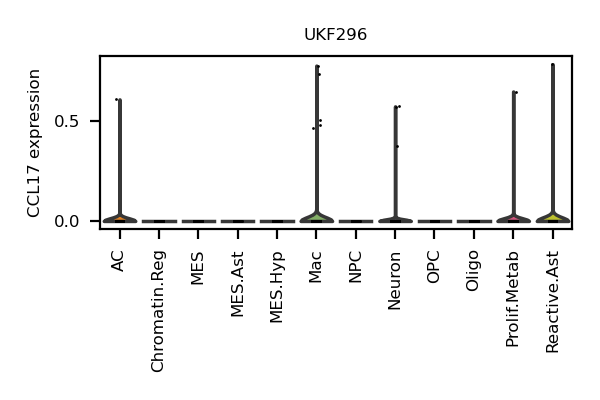 UKF296
CCL17 expression
0.5
0.0
AC
Chromatin.Reg
MES
MES.Ast
MES.Hyp
Mac
NPC
Neuron
OPC
Oligo
Prolif.Metab
Reactive.Ast